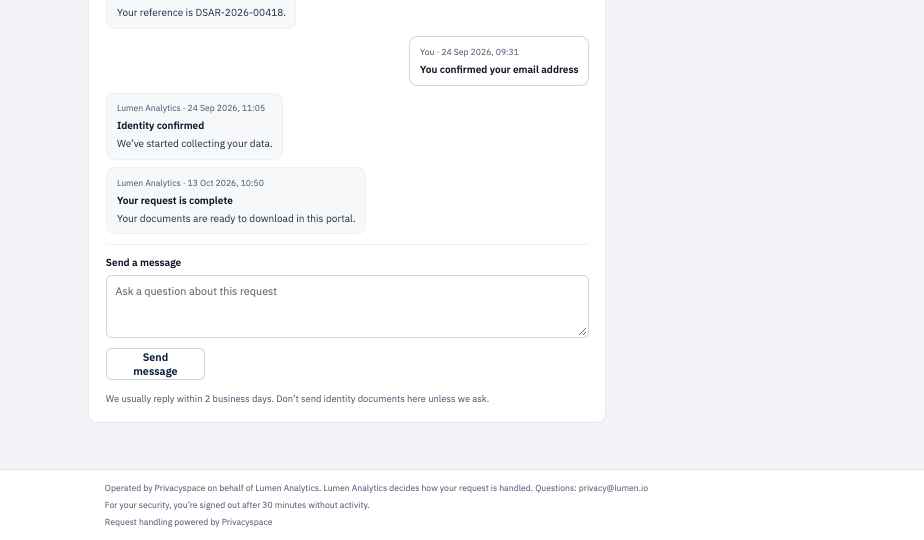 Your reference is DSAR-2026-00418.
You · 24 Sep 2026, 09:31
You confirmed your email address
Lumen Analytics · 24 Sep 2026, 11:05
Identity confirmed
We've started collecting your data.
Lumen Analytics · 13 Oct 2026, 10:50
Your request is complete
Your documents are ready to download in this portal.
Send a message
Ask a question about this request
Send
message
We usually reply within 2 business days. Don't send identity documents here unless we ask.
Operated by Privacyspace on behalf of Lumen Analytics. Lumen Analytics decides how your request is handled. Questions: privacy@lumen.io
For your security, you're signed out after 30 minutes without activity.
Request handling powered by Privacyspace